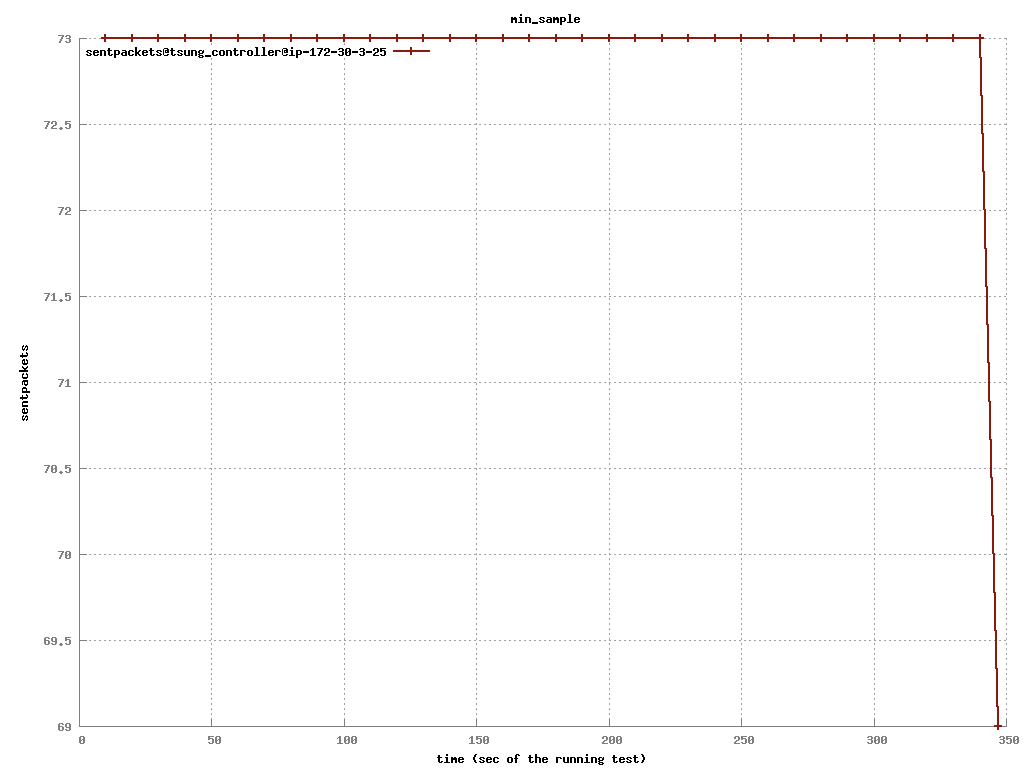 min_sample
73
sentpackets@tsung_controller@ip-172-30-3-25
72.5
72
71.5
71
70.5
70
69.5
69
sentpackets
0 50 100 150 200 250 300 350
time (sec of the running test)